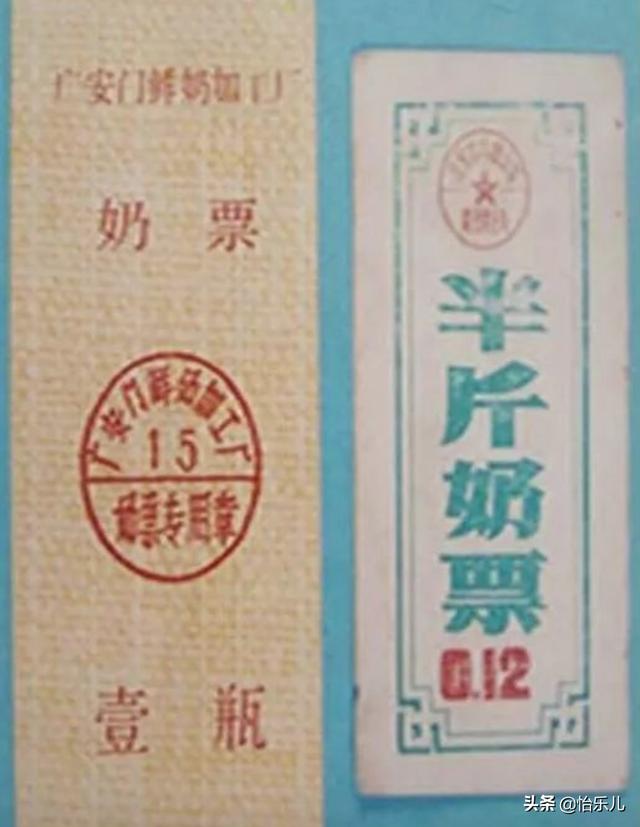 广安门鲜奶加工厂
奶票
广安门鲜奶加工厂
15
奶票专用章
壹瓶
半斤奶票
0.12
头条 @怡乐儿